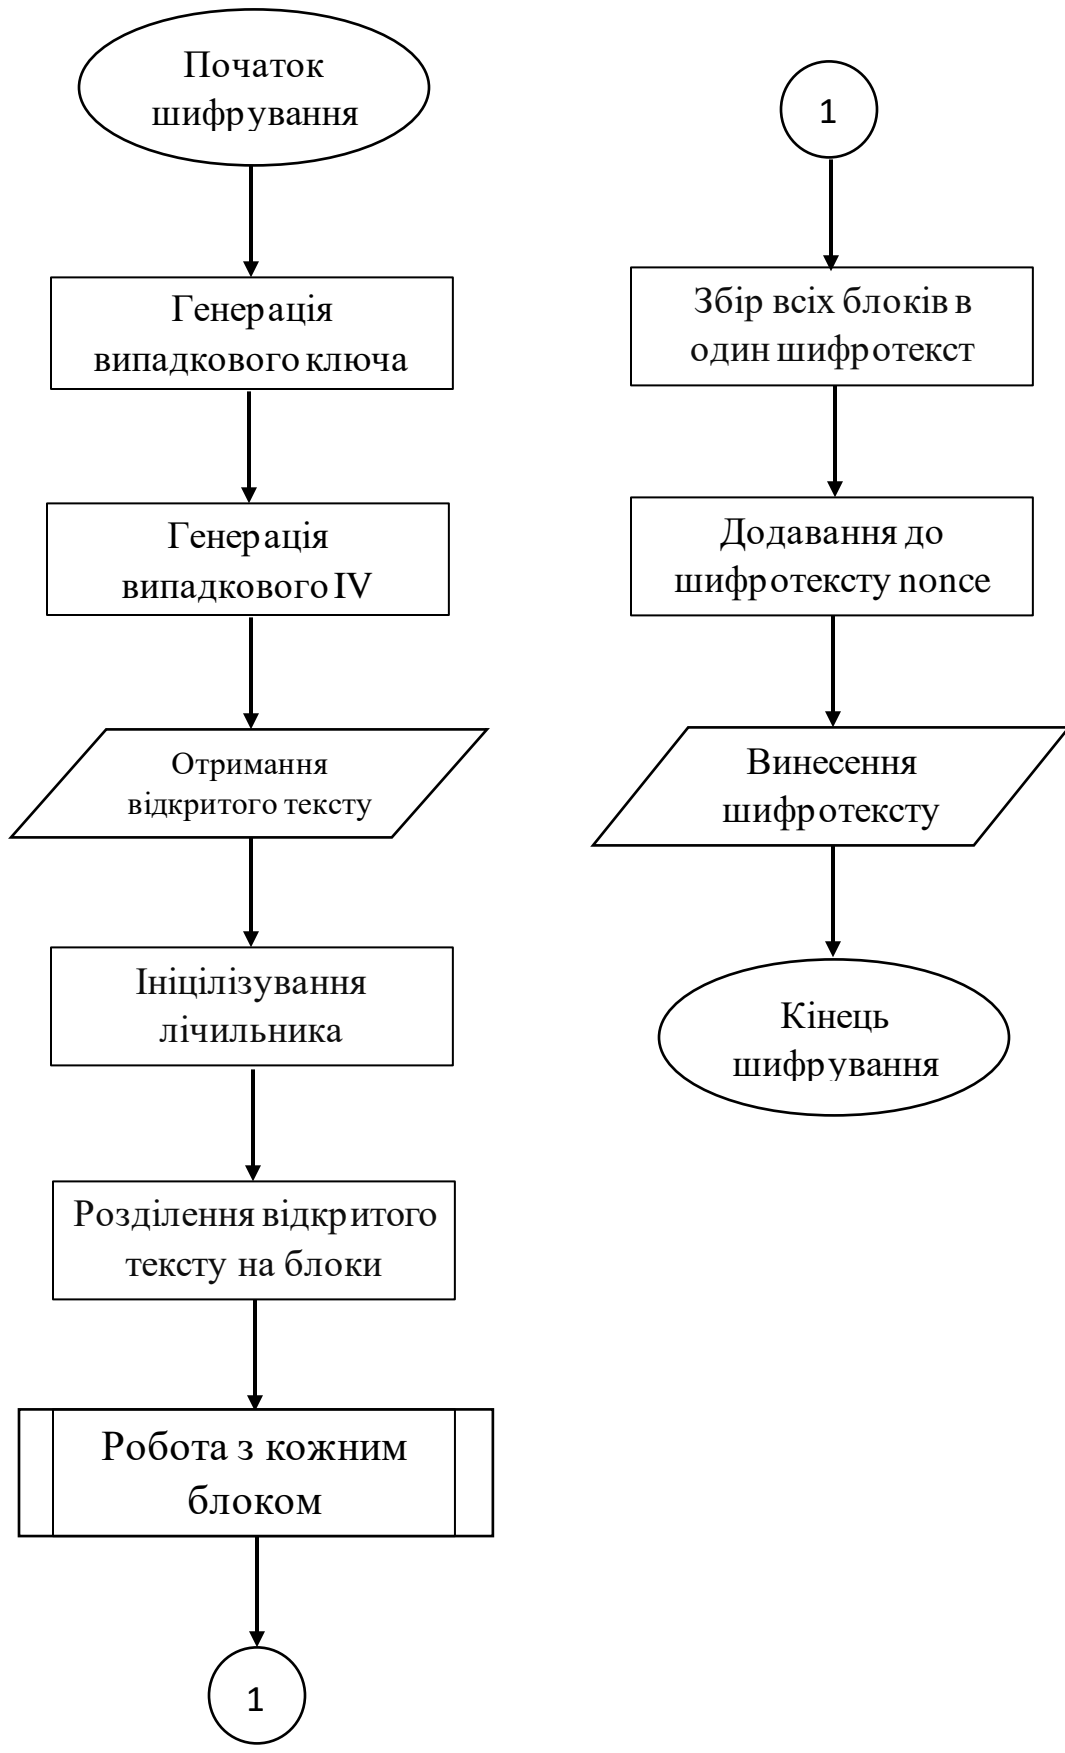 Початок
шифрування
Генерація
випадкового ключа
Генерація
випадкового IV
Отримання
відкритого тексту
Ініцілізування
лічильника
Розділення відкритого
тексту на блоки
Робота з кожним
блоком
1
1
Збір всіх блоків в
один шифротекст
Додавання до
шифротексту nonce
Винесення
шифротексту
Кінець
шифрування